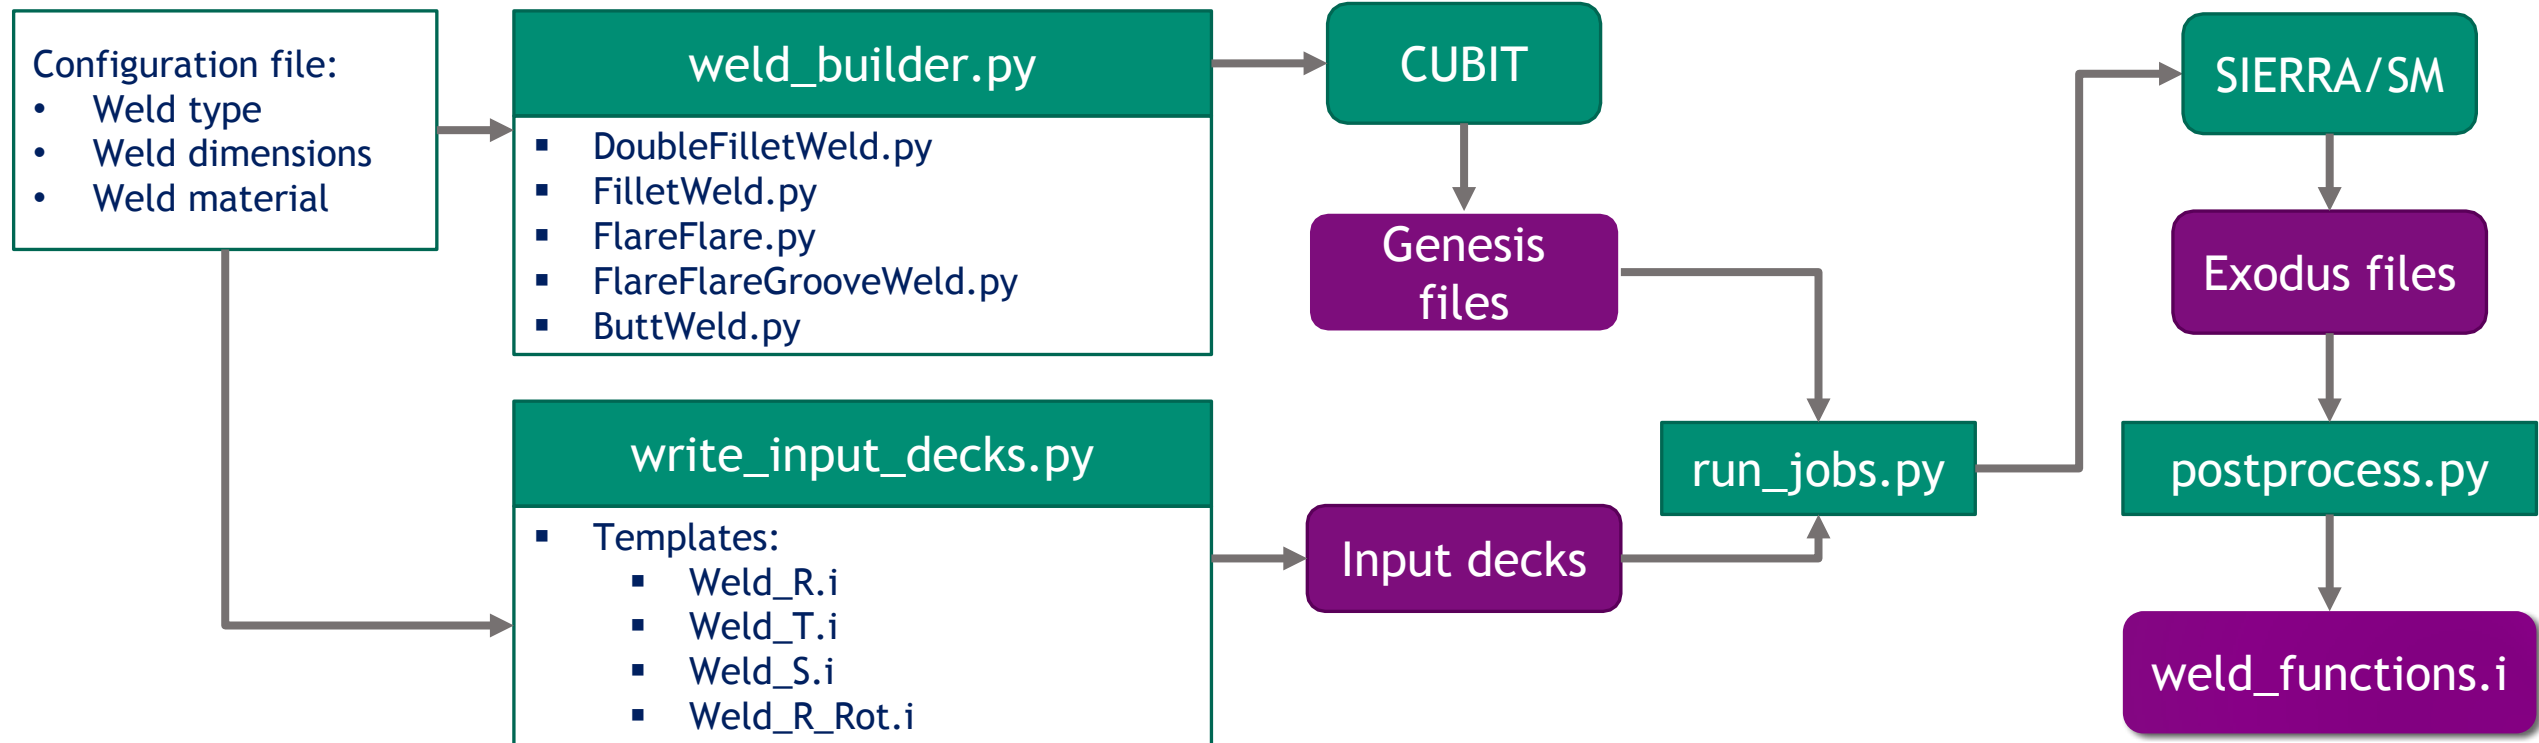 Configuration file:
• Weld type
• Weld dimensions
• Weld material
weld_builder.py
▪ DoubleFilletWeld.py
▪ FilletWeld.py
▪ FlareFlare.py
▪ FlareFlareGrooveWeld.py
▪ ButtWeld.py
write_input_decks.py
▪ Templates:
▪ Weld_R.i
▪ Weld_T.i
▪ Weld_S.i
▪ Weld_R_Rot.i
CUBIT
Genesis
files
Input decks
run_jobs.py
SIERRA/SM
Exodus files
postprocess.py
weld_functions.i